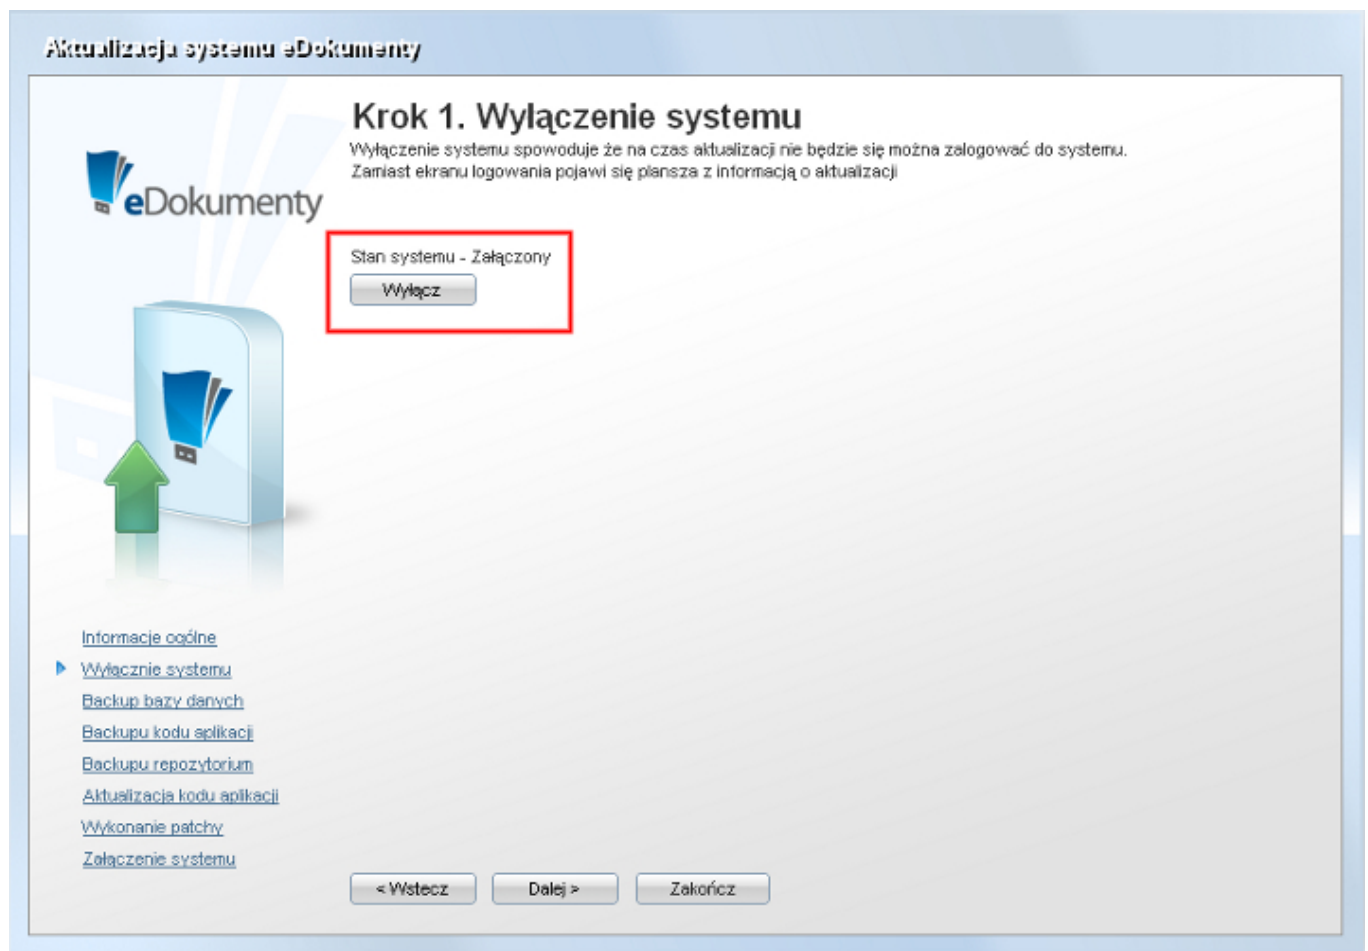 Aktualizacja systemu eDokumenty
Krok 1. Wyłączenie systemu
Wyłączenie systemu spowoduje że na czas aktualizacji nie będzie się można zalogować do systemu.
Zamiast ekranu logowania pojawi się plansza z informacją o aktualizacji
eDokumenty
Stan systemu - Załączony
Wyłącz
Informacje ogólne
Wyłącznie systemu
Backup bazy danych
Backupu kodu aplikacji
Backupu repozytorium
Aktualizacja kodu aplikacji
Wykonanie patchy
Załączenie systemu
< Wstecz
Dalej >
Zakończ